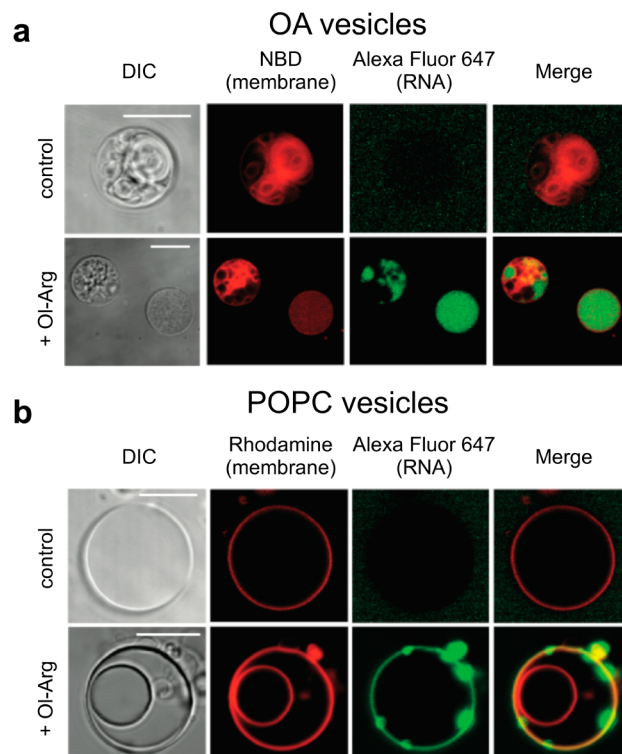 a
OA vesicles
DIC
NBD
(membrane)
Alexa Fluor 647
(RNA)
Merge
control
+ Ol-Arg
b
POPC vesicles
DIC
Rhodamine
(membrane)
Alexa Fluor 647
(RNA)
Merge
control
+ Ol-Arg